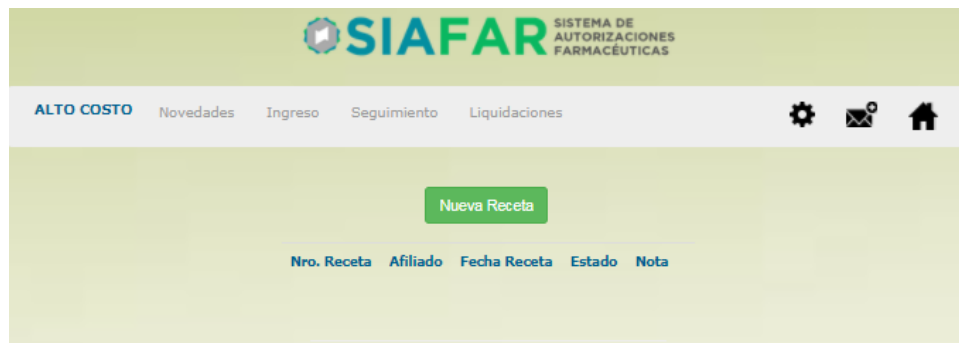 SIAFAR
SISTEMA DE
AUTORIZACIONES
FARMACÉUTICAS
ALTO COSTO Novedades Ingreso Seguimiento Liquidaciones
Nueva Receta
Nro. Receta Afiliado Fecha Receta Estado Nota